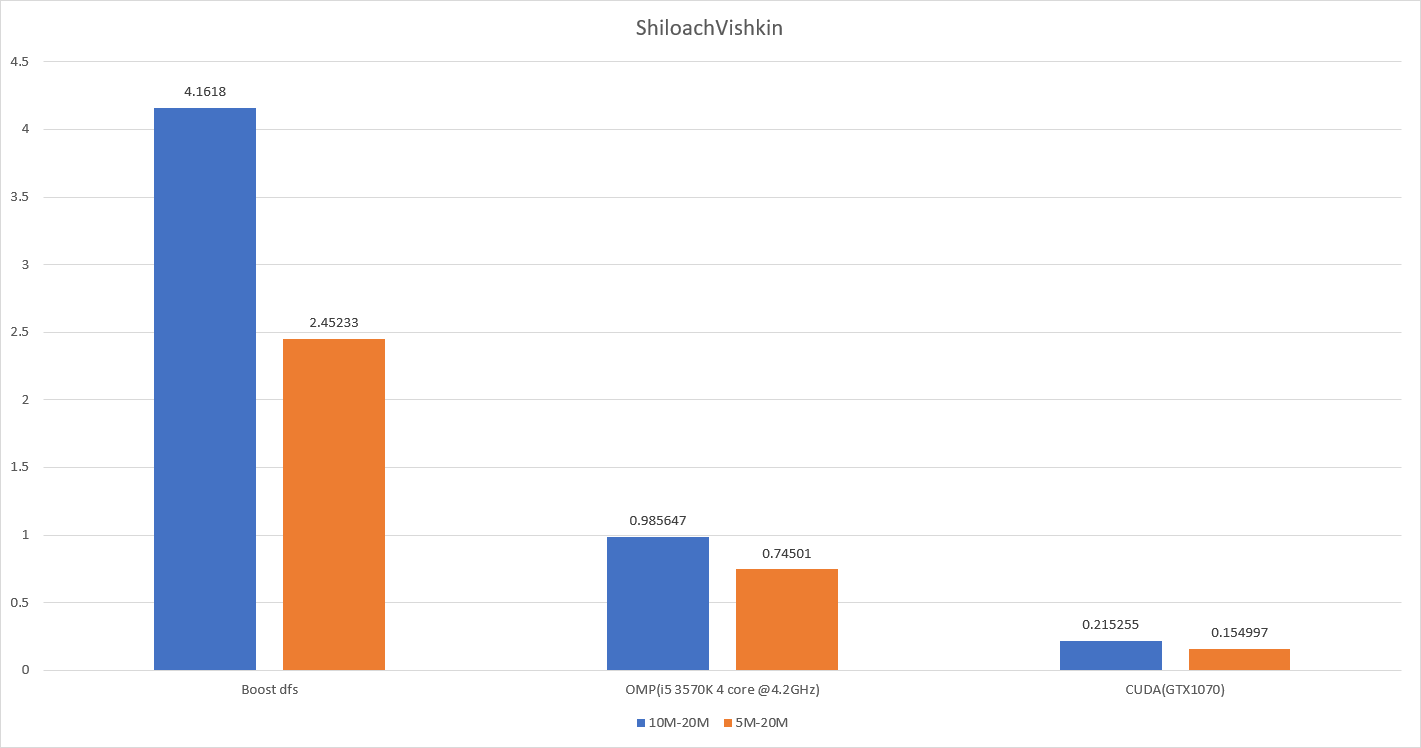 ShiloachVishkin
4.5
4
3.5
3
2.5
2
1.5
1
0.5
0
4.1618
2.45233
0.985647
0.74501
0.215255
0.154997
Boost dfs
OMP(i5 3570K 4 core @4.2GHz)
CUDA(GTX1070)
10M-20M
5M-20M